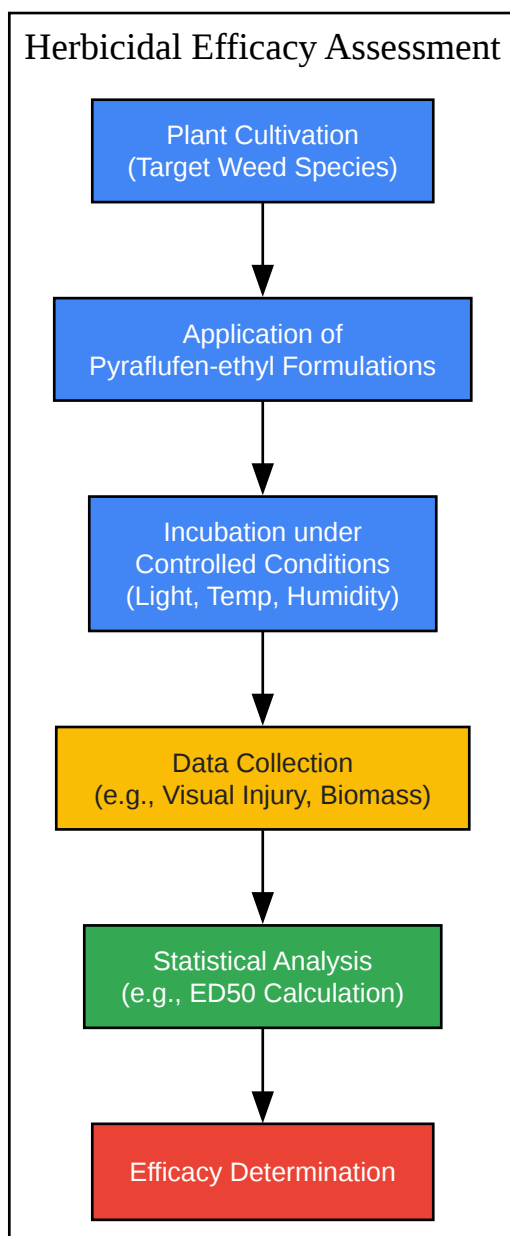 Herbicidal Efficacy Assessment
Plant Cultivation
(Target Weed Species)
Application of
Pyraflufen-ethyl Formulations
Incubation under
Controlled Conditions
(Light, Temp, Humidity)
Data Collection
(e.g., Visual Injury, Biomass)
Statistical Analysis
(e.g., ED50 Calculation)
Efficacy Determination